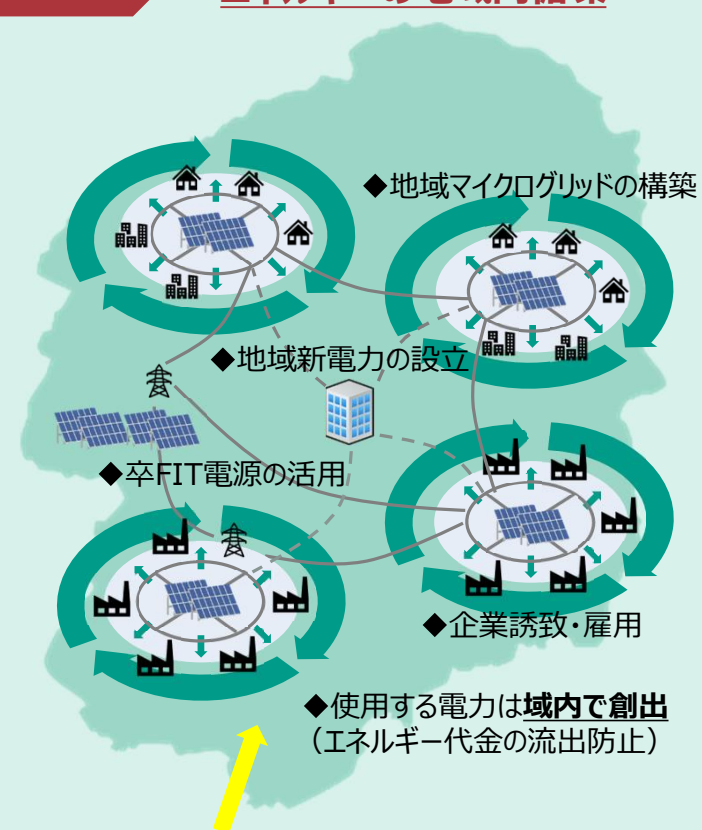 エネルギーの地域内循環
◆地域マイクログリッドの構築
◆地域新電力の設立
◆卒FIT電源の活用
◆企業誘致・雇用
◆使用する電力は域内で創出
（エネルギー代金の流出防止）